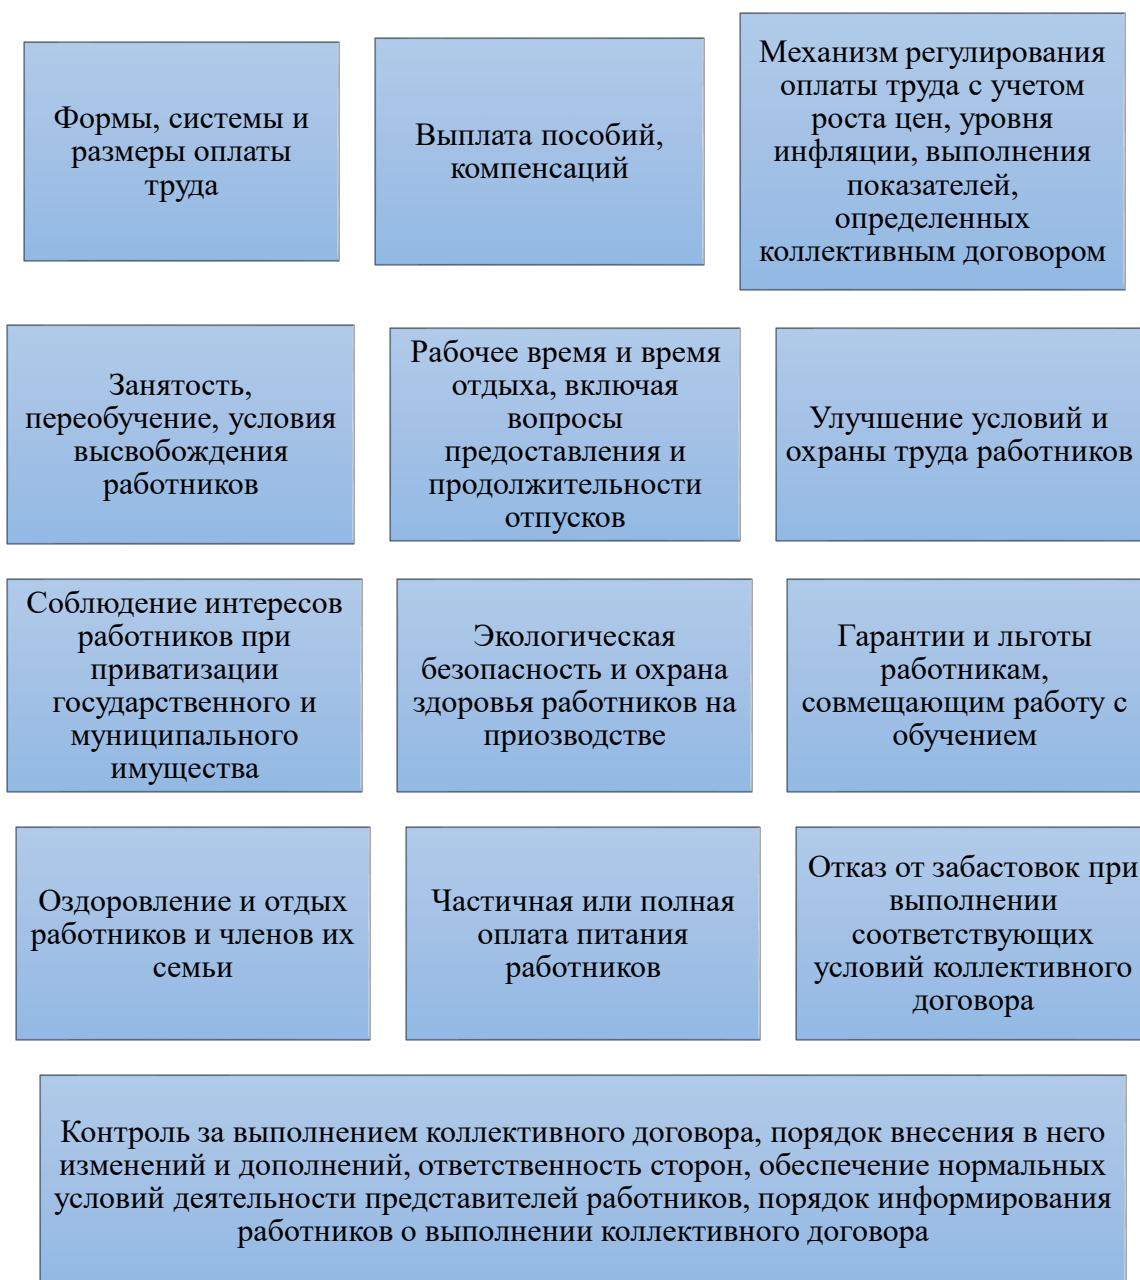 Формы, системы и
размеры оплаты
труда
Выплата пособий,
компенсаций
Механизм регулирования
оплаты труда с учетом
роста цен, уровня
инфляции, выполнения
показателей,
определенных
коллективным договором
Занятость,
переобучение, условия
высвобождения
работников
Рабочее время и время
отдыха, включая
вопросы
предоставления и
продолжительности
отпусков
Улучшение условий и
охраны труда работников
Соблюдение интересов
работников при
приватизации
государственного и
муниципального
имущества
Экологическая
безопасность и охрана
здоровья работников на
приозводстве
Гарантии и льготы
работникам,
совмещающим работу с
обучением
Оздоровление и отдых
работников и членов их
семьи
Частичная или полная
оплата питания
работников
Отказ от забастовок при
выполнении
соответствующих
условий коллективного
договора
Контроль за выполнением коллективного договора, порядок внесения в него
изменений и дополнений, ответственность сторон, обеспечение нормальных
условий деятельности представителей работников, порядок информирования
работников о выполнении коллективного договора